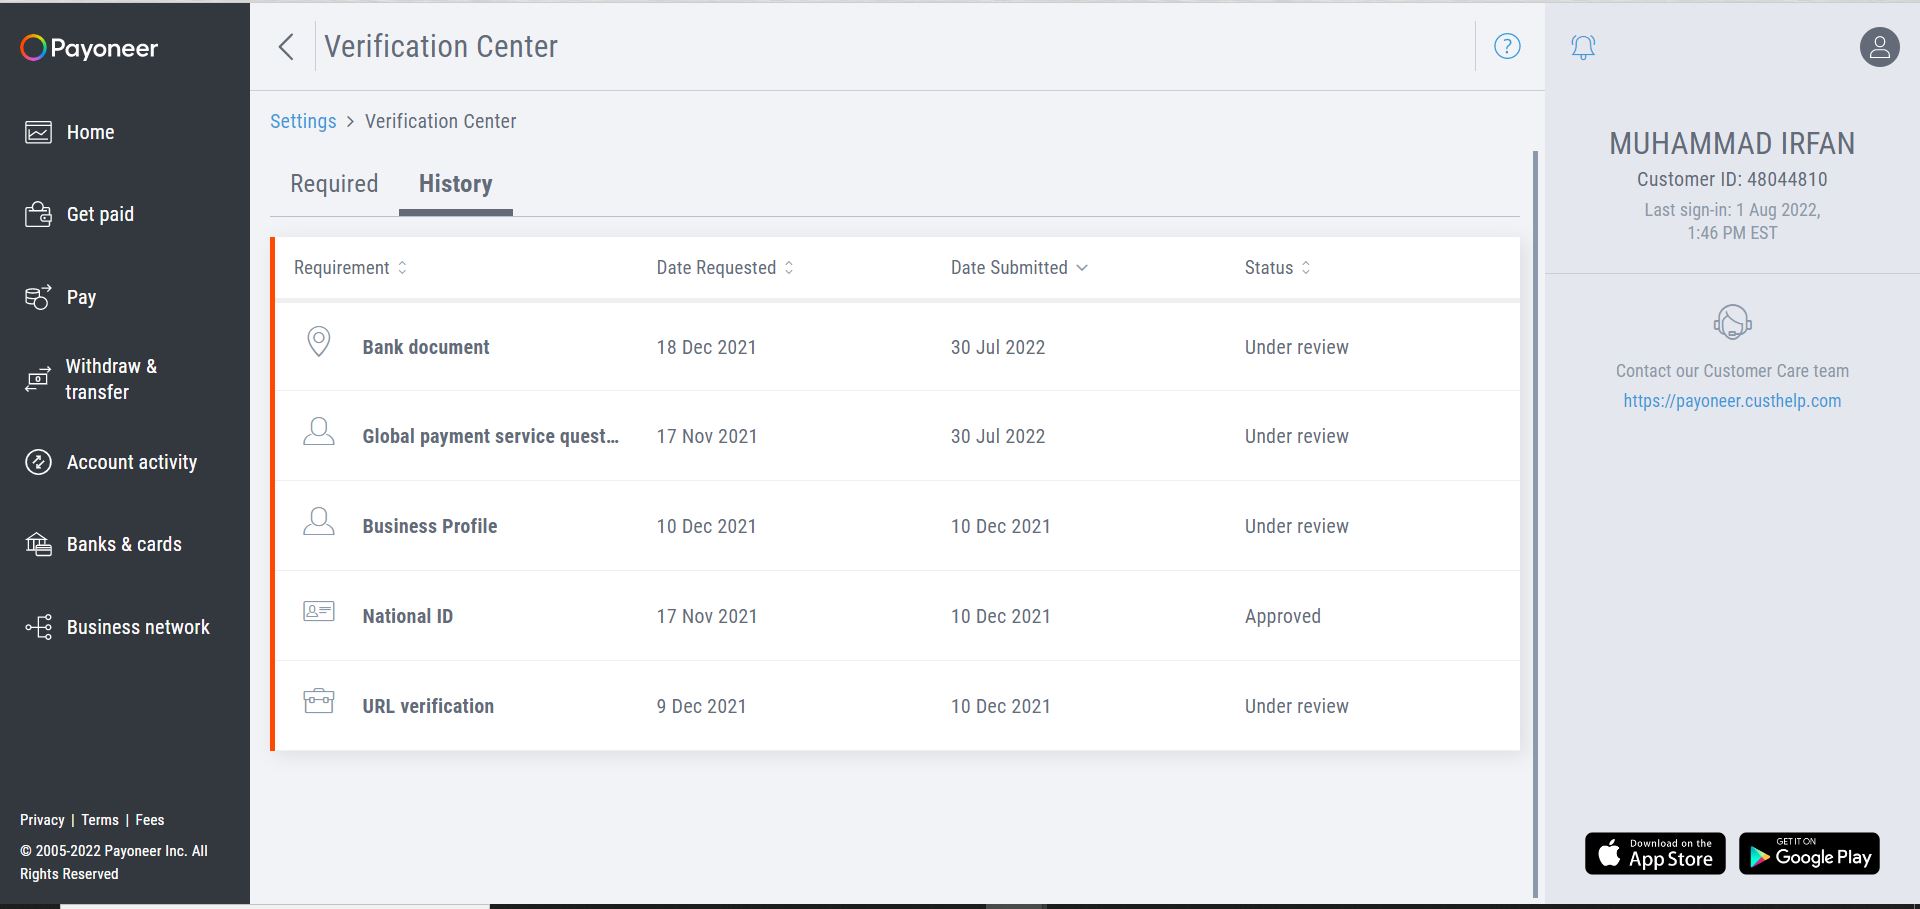 Payoneer
Home
Get paid
Pay
Withdraw &
transfer
Account activity
Banks & cards
Business network
Privacy | Terms | Fees
© 2005-2022 Payoneer Inc. All
Rights Reserved
Verification Center
?
Settings > Verification Center
Required History
Requirement Date Requested Date Submitted Status
Bank document 18 Dec 2021 30 Jul 2022 Under review
Global payment service quest... 17 Nov 2021 30 Jul 2022 Under review
Business Profile 10 Dec 2021 10 Dec 2021 Under review
National ID 17 Nov 2021 10 Dec 2021 Approved
URL verification 9 Dec 2021 10 Dec 2021 Under review
MUHAMMAD IRFAN
Customer ID: 48044810
Last sign-in: 1 Aug 2022,
1:46 PM EST
Contact our Customer Care team
https://payoneer.custhelp.com
Download on the
App Store
GET IT ON
Google Play